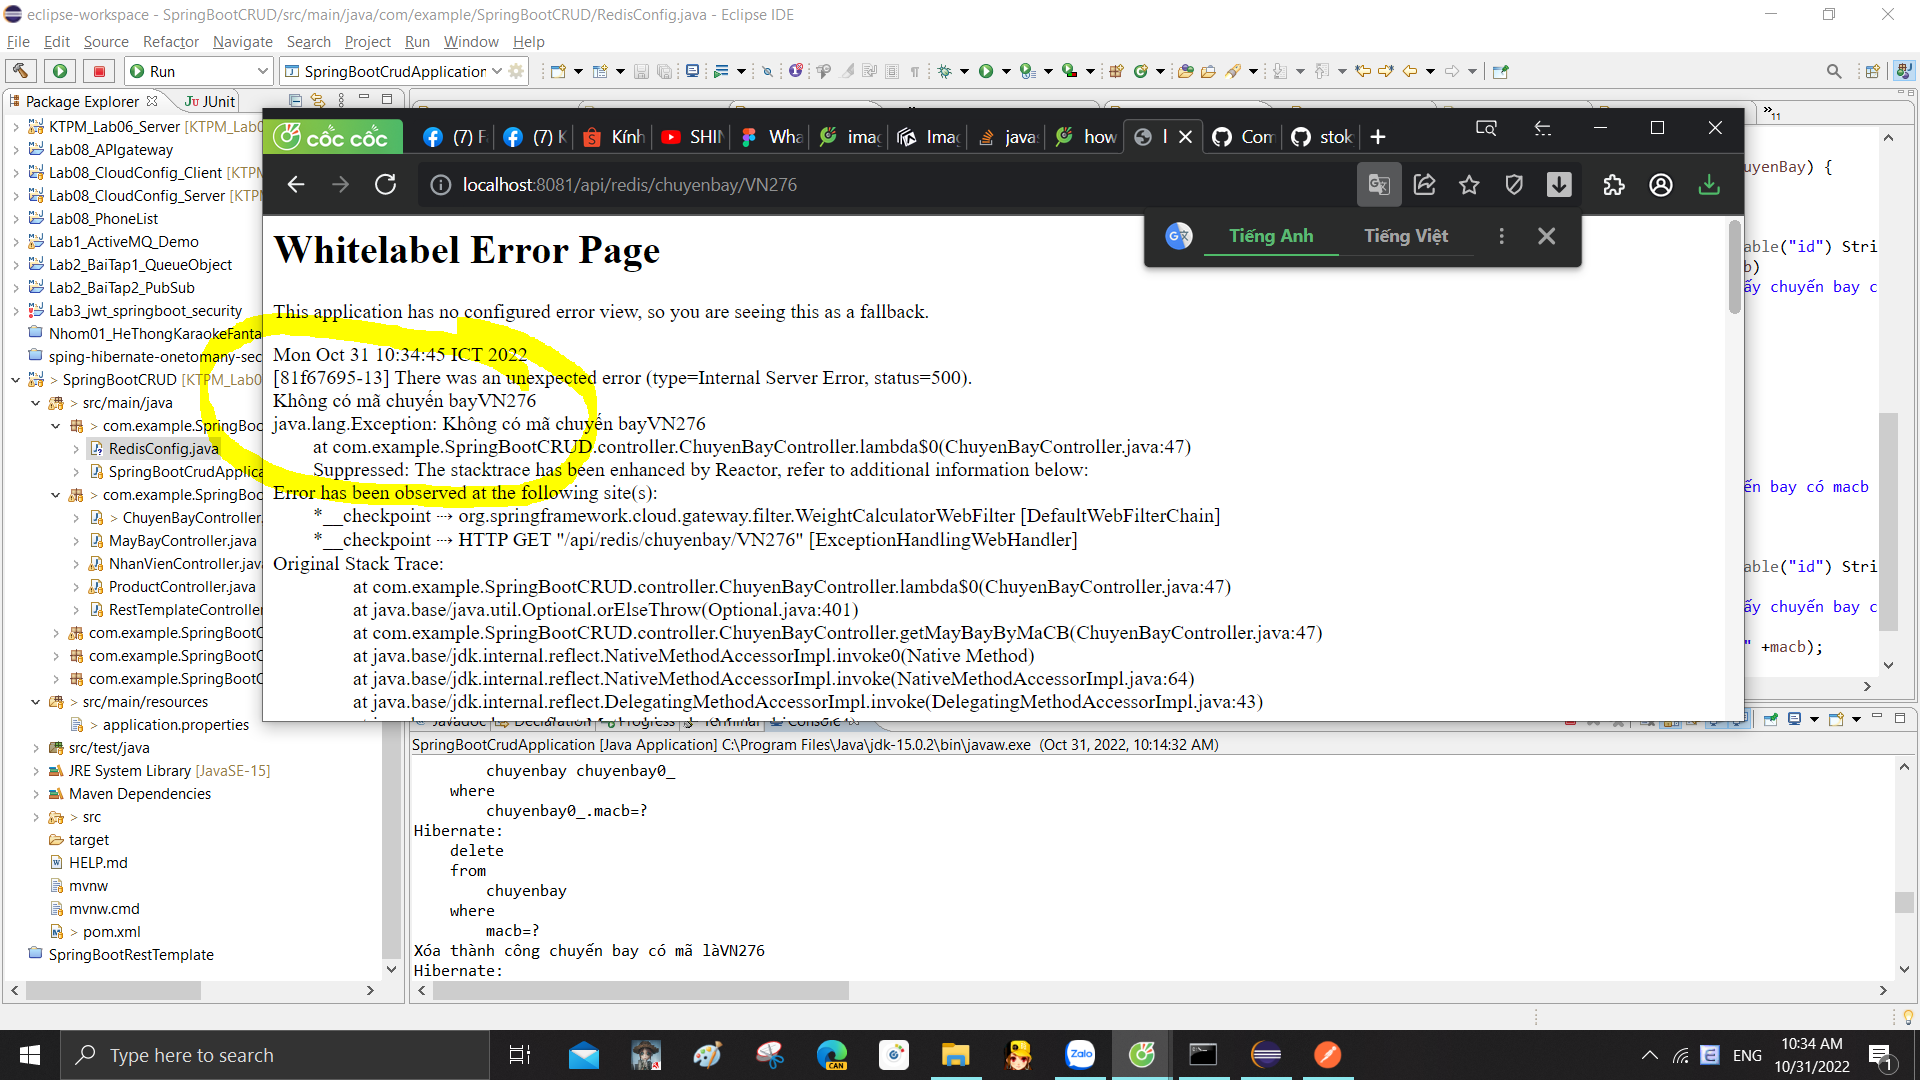 eclipse-workspace - SpringBootCRUD/src/main/java/com/example/SpringBootCRUD/RedisConfig.java - Eclipse IDE
File Edit Source Refactor Navigate Search Project Run Window Help
Run
SpringBootCrudApplication
Package Explorer
JUnit
KTPM_Lab06_Server [KTPM_Lab0
Lab08_APIgateway
Lab08_CloudConfig_Client [KTPM
Lab08_CloudConfig_Server [KTPM
Lab08_PhoneList
Lab1_ActiveMQ_Demo
Lab2_BaiTap1_QueueObject
Lab2_BaiTap2_PubSub
Lab3_jwt_springboot_security
Nhom01_HeThongKaraokeFanta
sping-hibernate-onetomany-sec
> SpringBootCRUD [KTPM_Lab0
> src/main/java
> com.example.SpringBoo
RedisConfig.java
SpringBootCrudApplica
> com.example.SpringBo
> ChuyenBayController.
MayBayController.java
NhanVienController.java
ProductController.java
RestTemplateController
com.example.SpringBootC
com.example.SpringBootC
com.example.SpringBootC
> src/main/resources
> application.properties
src/test/java
JRE System Library [JavaSE-15]
Maven Dependencies
> src
target
HELP.md
mvnw
mvnw.cmd
> pom.xml
SpringBootRestTemplate
cốc cốc
(7) F
(7) K
Kính
SHIN
Wha
imag
Imag
javas
how
l
Com
stok
localhost:8081/api/redis/chuyenbay/VN276
Tiếng Anh
Tiếng Việt
Whitelabel Error Page
This application has no configured error view, so you are seeing this as a fallback.
Mon Oct 31 10:34:45 ICT 2022
[81f67695-13] There was an unexpected error (type=Internal Server Error, status=500).
Không có mã chuyến bayVN276
java.lang.Exception: Không có mã chuyến bayVN276
at com.example.SpringBootCRUD.controller.ChuyenBayController.lambda$0(ChuyenBayController.java:47)
Suppressed: The stacktrace has been enhanced by Reactor, refer to additional information below:
Error has been observed at the following site(s):
*__checkpoint ⇢ org.springframework.cloud.gateway.filter.WeightCalculatorWebFilter [DefaultWebFilterChain]
*__checkpoint ⇢ HTTP GET "/api/redis/chuyenbay/VN276" [ExceptionHandlingWebHandler]
Original Stack Trace:
at com.example.SpringBootCRUD.controller.ChuyenBayController.lambda$0(ChuyenBayController.java:47)
at java.base/java.util.Optional.orElseThrow(Optional.java:401)
at com.example.SpringBootCRUD.controller.ChuyenBayController.getMayBayByMaCB(ChuyenBayController.java:47)
at java.base/jdk.internal.reflect.NativeMethodAccessorImpl.invoke0(Native Method)
at java.base/jdk.internal.reflect.NativeMethodAccessorImpl.invoke(NativeMethodAccessorImpl.java:64)
at java.base/jdk.internal.reflect.DelegatingMethodAccessorImpl.invoke(DelegatingMethodAccessorImpl.java:43)
11
uyenBay) {
able("id") Stri
b)
ấy chuyến bay c
ến bay có macb
able("id") Stri
ấy chuyến bay c
" +macb);
SpringBootCrudApplication [Java Application] C:\Program Files\Java\jdk-15.0.2\bin\javaw.exe (Oct 31, 2022, 10:14:32 AM)
chuyenbay chuyenbay0_
where
chuyenbay0_.macb=?
Hibernate:
delete
from
chuyenbay
where
macb=?
Xóa thành công chuyến bay có mã làVN276
Hibernate:
Type here to search
CAN
Zalo
ENG
10:34 AM
10/31/2022
1